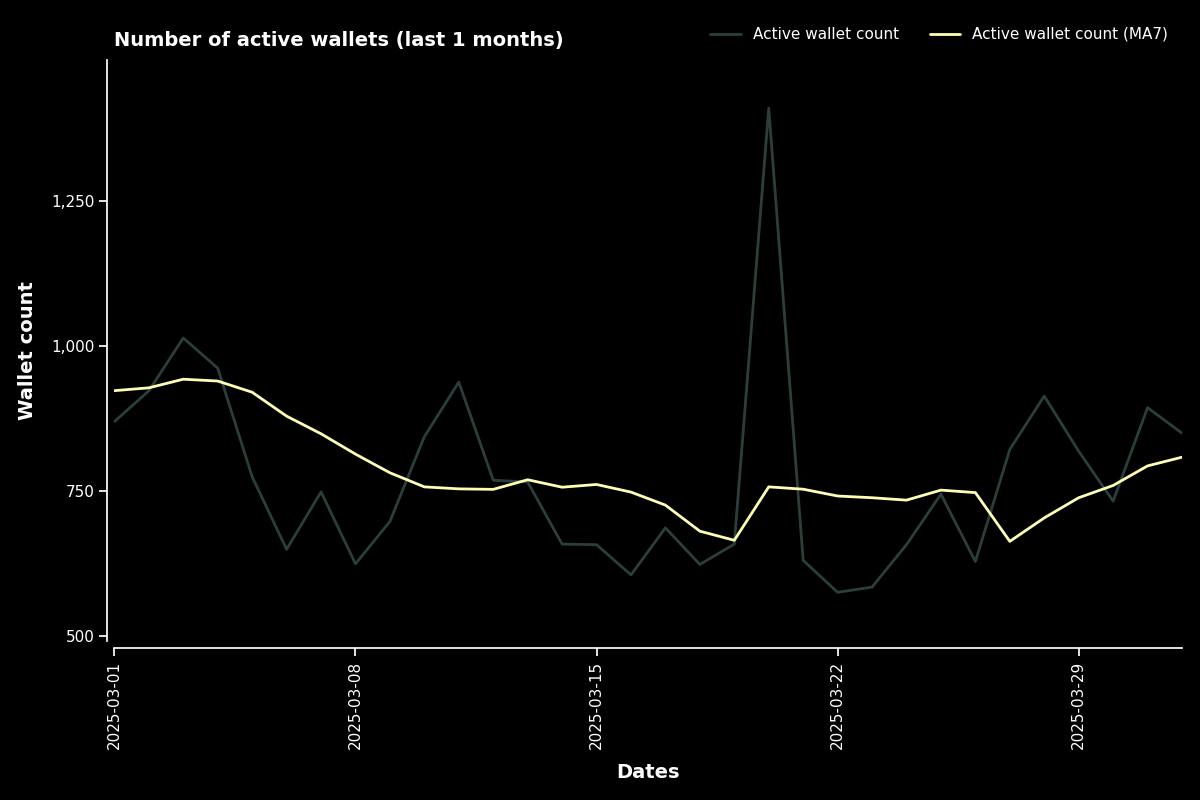 Number of active wallets (last 1 months)
Active wallet count
Active wallet count (MA7)
Wallet count
1,250
1,000
750
500
2025-03-01
2025-03-08
2025-03-15
2025-03-22
2025-03-29
Dates